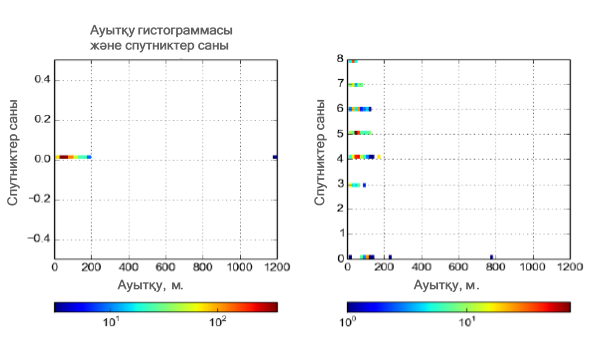 Ауытқу гистограммасы
және спутниктер саны
Спутниктер саны
0.4
0.2
0.0
−0.2
−0.4
0 200 400 600 800 1000 1200
Ауытқу, м.
10¹ 10²
Спутниктер саны
8
7
6
5
4
3
2
1
0
0 200 400 600 800 1000 1200
Ауытқу, м.
10⁰ 10¹